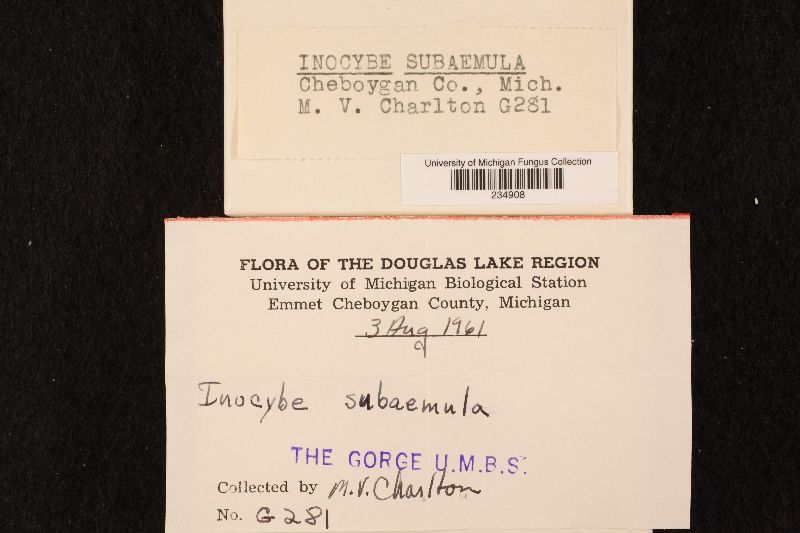 INOCYBE SUBAEMULA
Cheboygan Co., Mich.
M. V. Charlton G281
University of Michigan Fungus Collection
234908
FLORA OF THE DOUGLAS LAKE REGION
University of Michigan Biological Station
Emmet Cheboygan County, Michigan
3 Aug 1961
Inocybe subaemula
THE GORGE U.M.B.S.
Collected by M.V. Charlton
No. G 281